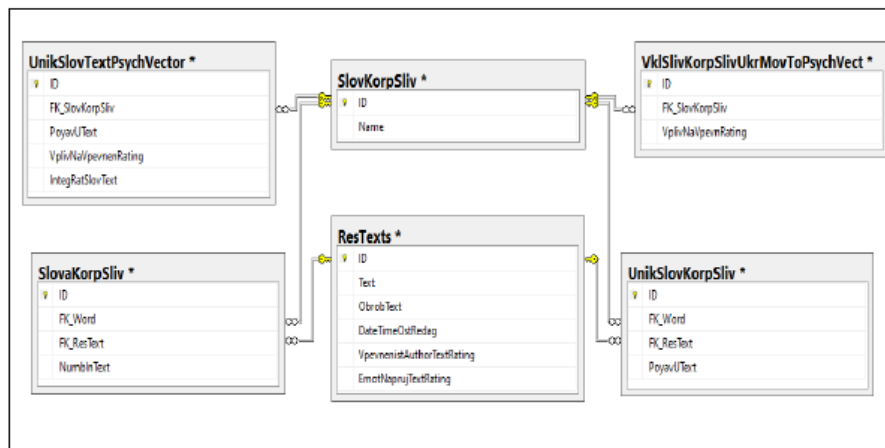 UnikSlovTextPsychVector *
ID
FK_SlovKorpSliv
PoyavUText
VplivNaVpevnenRating
IntegRatSlovText
SlovKorpSliv *
ID
Name
VklSlivKorpSlivUkrMovToPsychVect *
ID
FK_SlovKorpSliv
VplivNaVpevnRating
SlovaKorpSliv *
ID
FK_Word
FK_ResText
NumbInText
ResTexts *
ID
Text
ObrobText
DateTimeOstRedag
VpevnenistAuthorTextRating
EmotNaprujTextRating
UnikSlovKorpSliv *
ID
FK_Word
FK_ResText
PoyavUText